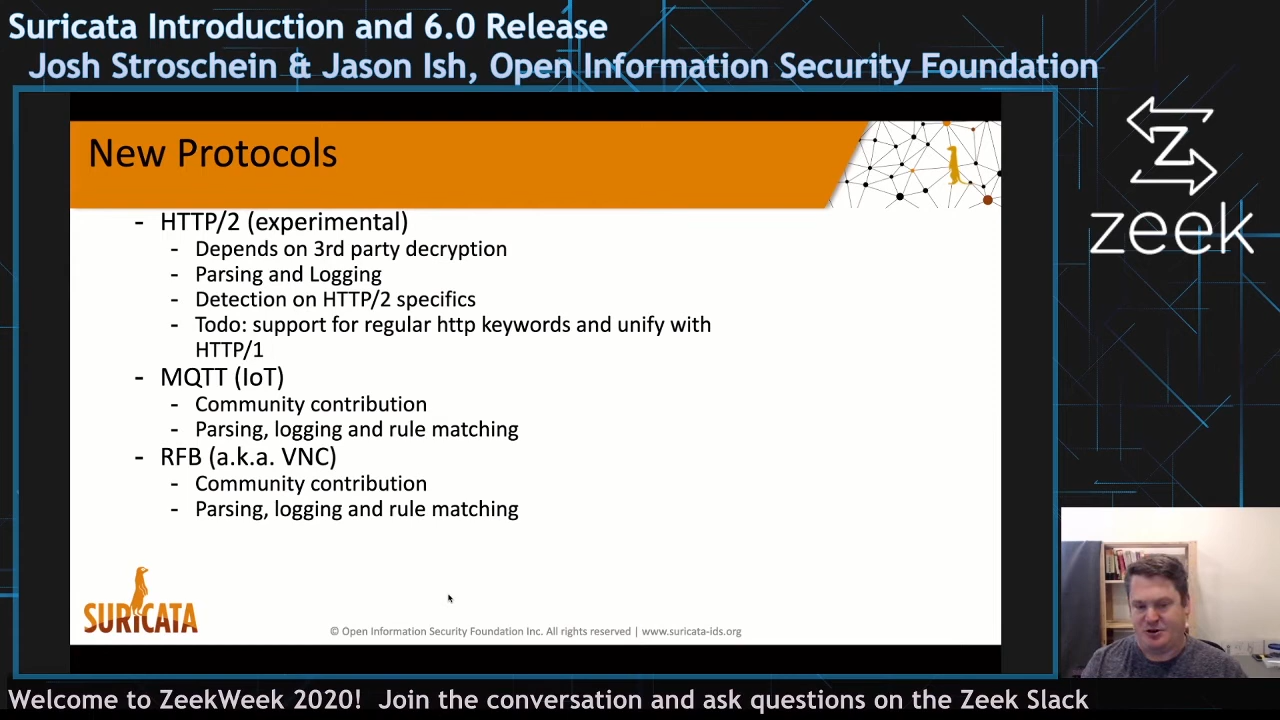 Suricata Introduction and 6.0 Release
Josh Stroschein & Jason Ish, Open Information Security Foundation
New Protocols
- HTTP/2 (experimental)
- Depends on 3rd party decryption
- Parsing and Logging
- Detection on HTTP/2 specifics
- Todo: support for regular http keywords and unify with
HTTP/1
- MQTT (IoT)
- Community contribution
- Parsing, logging and rule matching
- RFB (a.k.a. VNC)
- Community contribution
- Parsing, logging and rule matching
SURICATA
© Open Information Security Foundation Inc. All rights reserved | www.suricata-ids.org
Z
zeek
Welcome to ZeekWeek 2020! Join the conversation and ask questions on the Zeek Slack